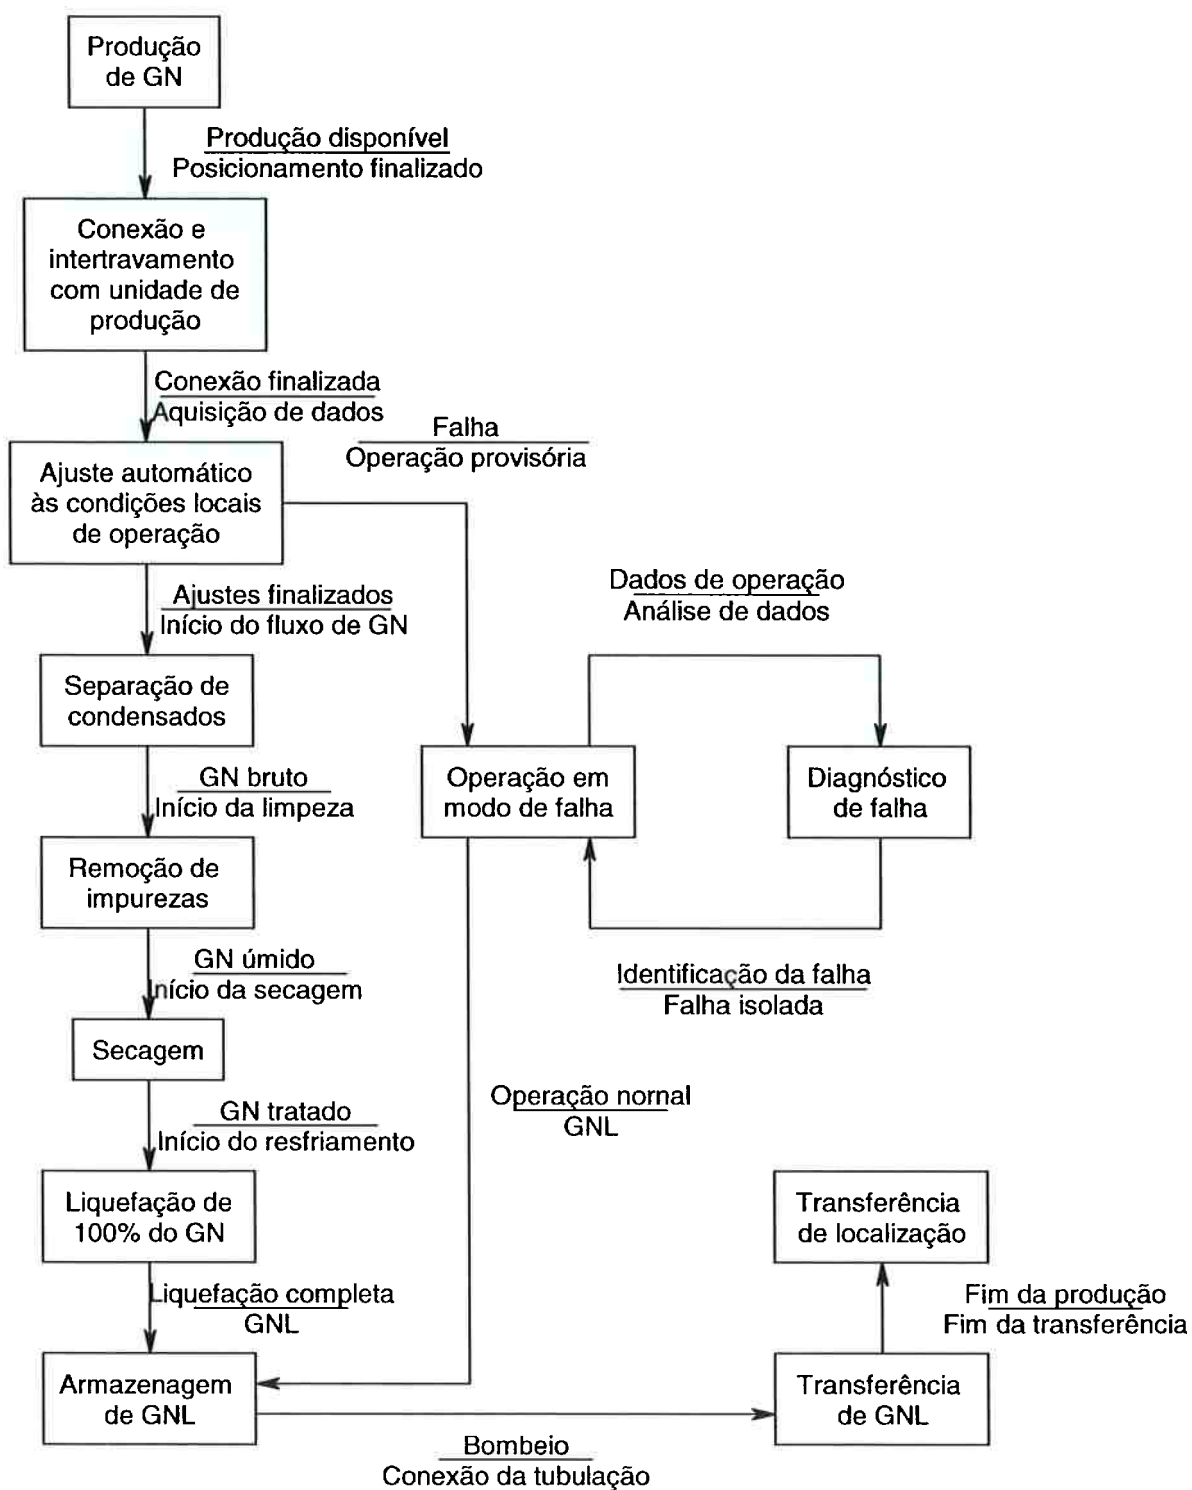 Produção
de GN
Produção disponível
Posicionamento finalizado
Conexão e
intertravamento
com unidade de
produção
Conexão finalizada
Aquisição de dados
Falha
Operação provisória
Ajuste automático
às condições locais
de operação
Ajustes finalizados
Início do fluxo de GN
Dados de operação
Análise de dados
Separação de
condensados
Operação em
modo de falha
Diagnóstico
de falha
GN bruto
Início da limpeza
Remoção de
impurezas
GN úmido
Início da secagem
Identificação da falha
Falha isolada
Secagem
GN tratado
Início do resfriamento
Operação nornal
GNL
Liquefação de
100% do GN
Transferência
de localização
Liquefação completa
GNL
Fim da produção
Fim da transferência
Armazenagem
de GNL
Transferência
de GNL
Bombeio
Conexão da tubulação